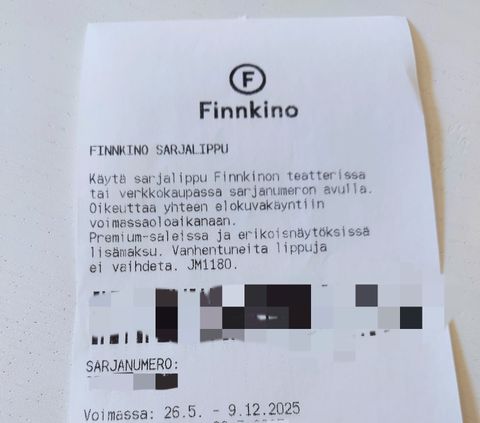 F
Finnkino
FINNKINO SARJALIPPU
Käytä sarjalippu Finnkinon teatterissa
tai verkkokaupassa sarjanumeron avulla.
Oikeuttaa yhteen elokuvakäyntiin
voimassaoloaikanaan.
Premium-saleissa ja erikoisnäytöksissä
lisämaksu. Vanhentuneita lippuja
ei vaihdeta. JM1180.
SARJANUMERO:
Voimassa: 26.5. - 9.12.2025